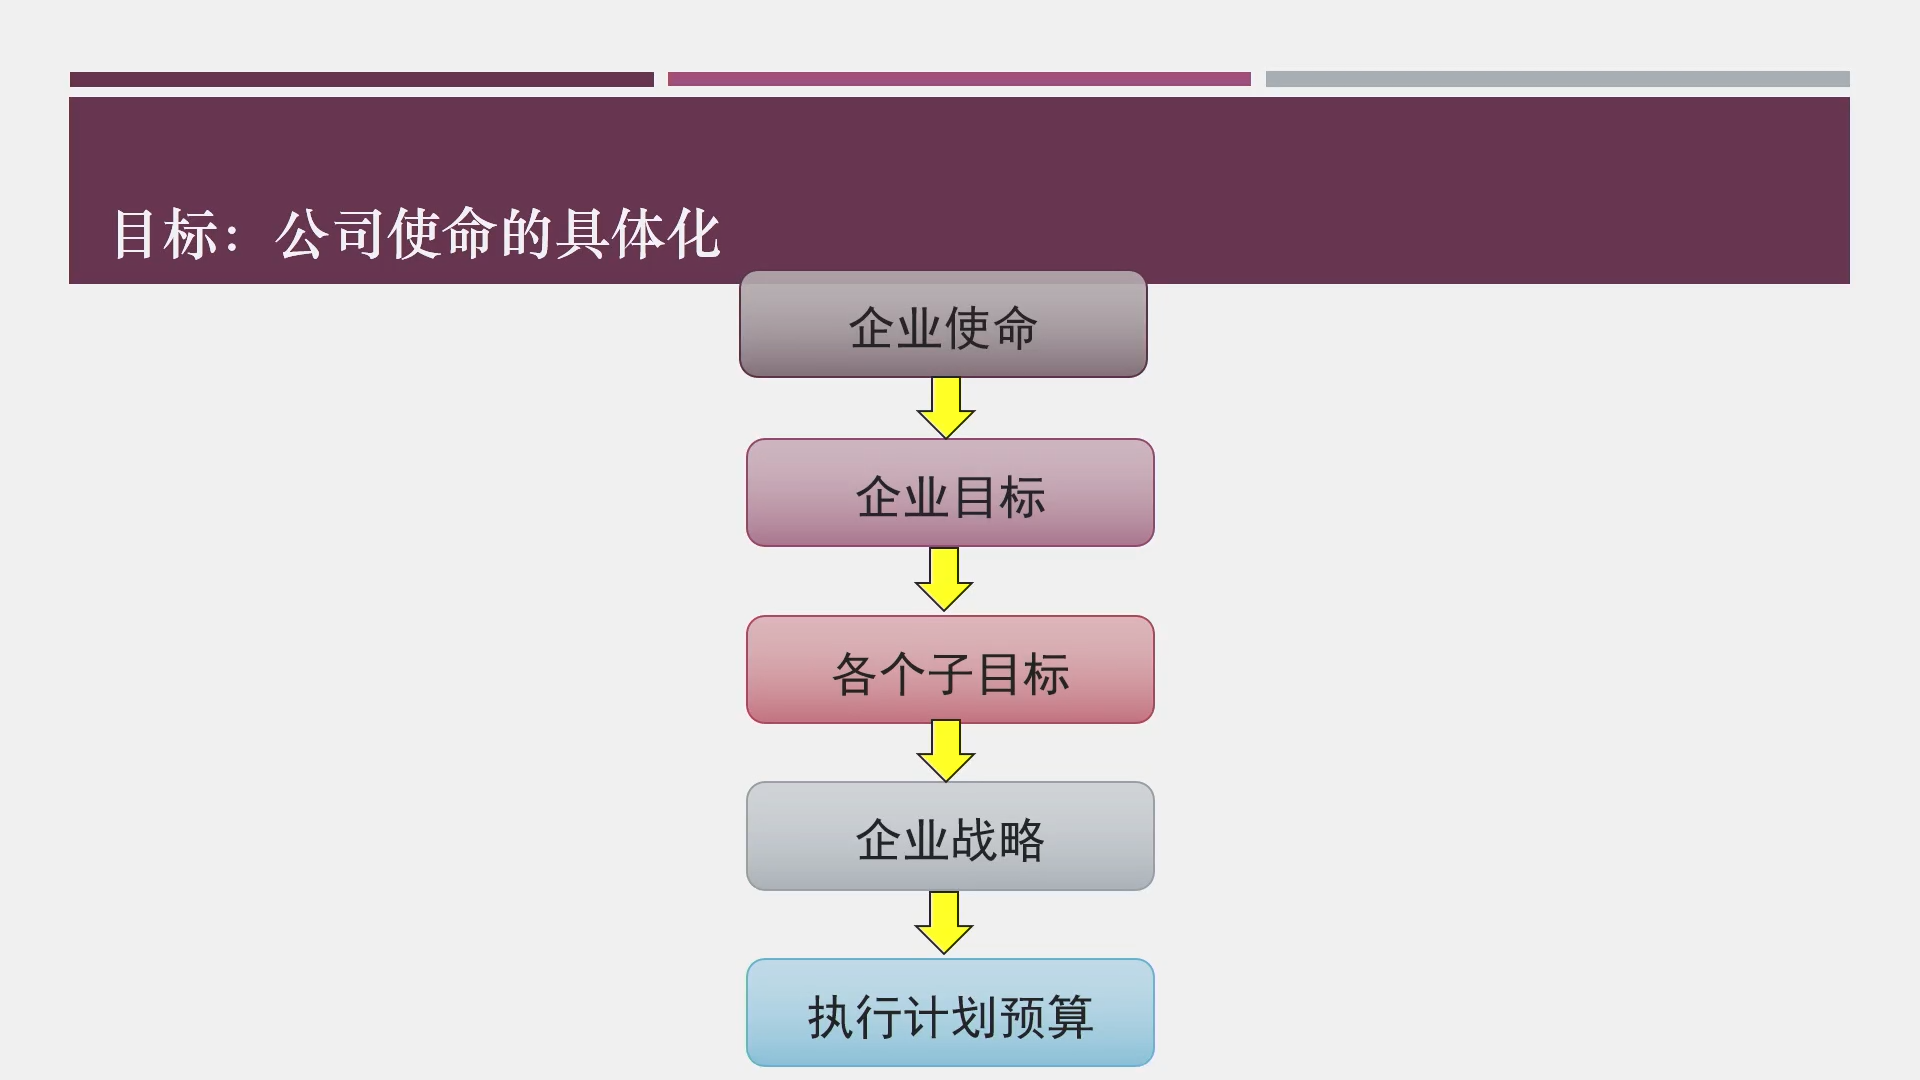 目标：公司使命的具体化
企业使命
企业目标
各个子目标
企业战略
执行计划预算